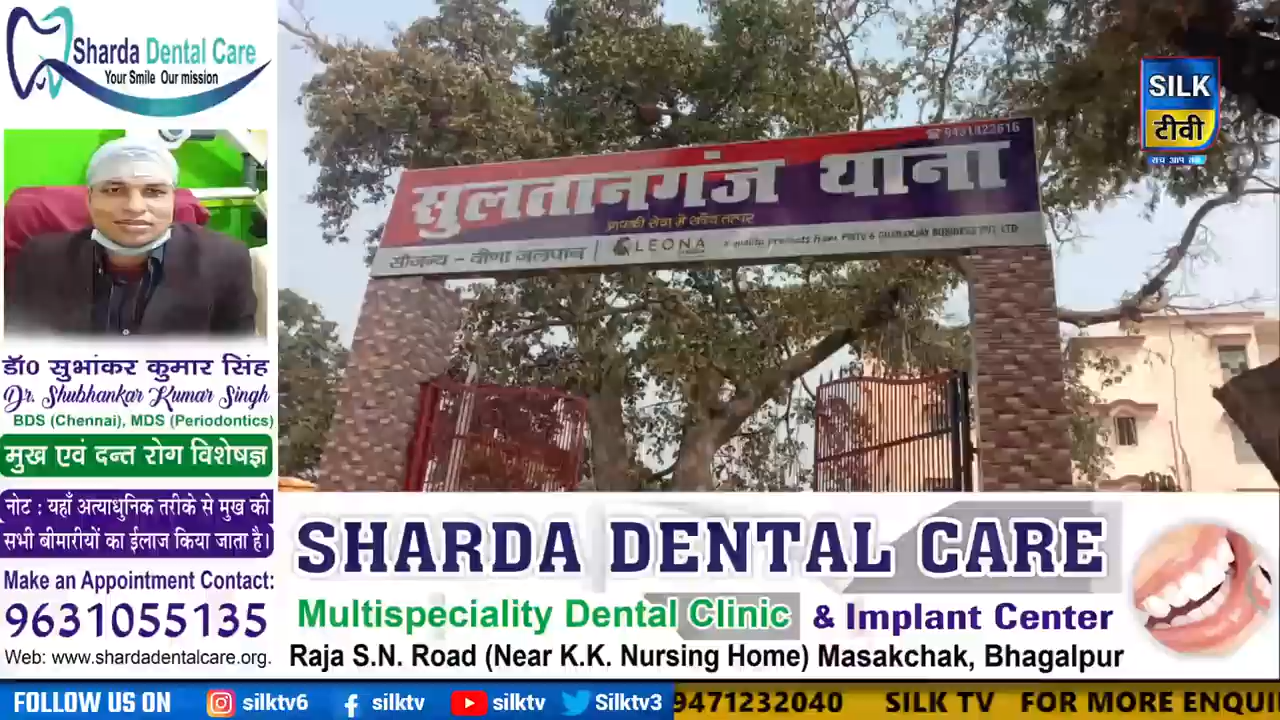 Sharda Dental Care
Your Smile Our mission
डॉ0 सुभांकर कुमार सिंह
Dr. Shubhankar Kumar Singh
BDS (Chennai), MDS (Periodontics)
मुख एवं दन्त रोग विशेषज्ञ
नोट : यहाँ अत्याधुनिक तरीके से मुख की
सभी बीमारीयों का ईलाज किया जाता है।
Make an Appointment Contact:
9631055135
Web: www.shardadentalcare.org.
SILK
टीवी
सच आप तक
सुलतानगंज थाना
आपकी सेवा में सदैव तत्पर
सौजन्य - वीणा जलपान | LEONA
SHARDA DENTAL CARE
Multispeciality Dental Clinic & Implant Center
Raja S.N. Road (Near K.K. Nursing Home) Masakchak, Bhagalpur
FOLLOW US ON silktv6 silktv silktv Silktv3 9471232040 SILK TV FOR MORE ENQUI